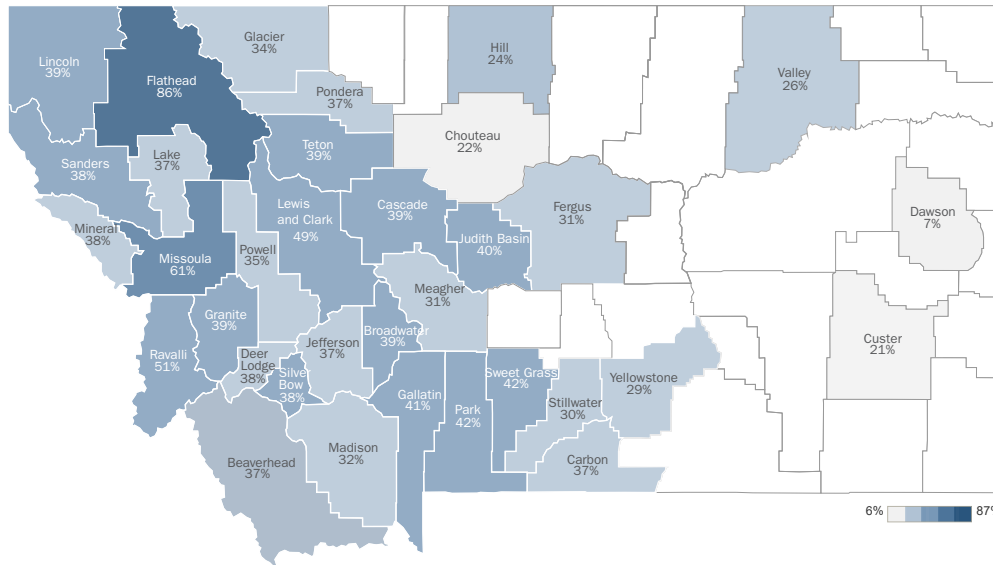 Glacier
34%
Hill
24%
Lincoln
39%
Flathead
86%
Valley
26%
Pondera
37%
Chouteau
22%
Teton
39%
Lake
37%
Sanders
38%
Lewis
and Clark
49%
Cascade
39%
Fergus
31%
Dawson
7%
Mineral
38%
Judith Basin
40%
Powell
35%
Missoula
61%
Meagher
31%
Granite
39%
Broadwater
39%
Jefferson
37%
Custer
21%
Ravalli
51%
Deer
Lodge
38%
Silver
Bow
38%
Sweet Grass
42%
Yellowstone
29%
Gallatin
41%
Stillwater
30%
Park
42%
Madison
32%
Beaverhead
37%
Carbon
37%
6%
87%